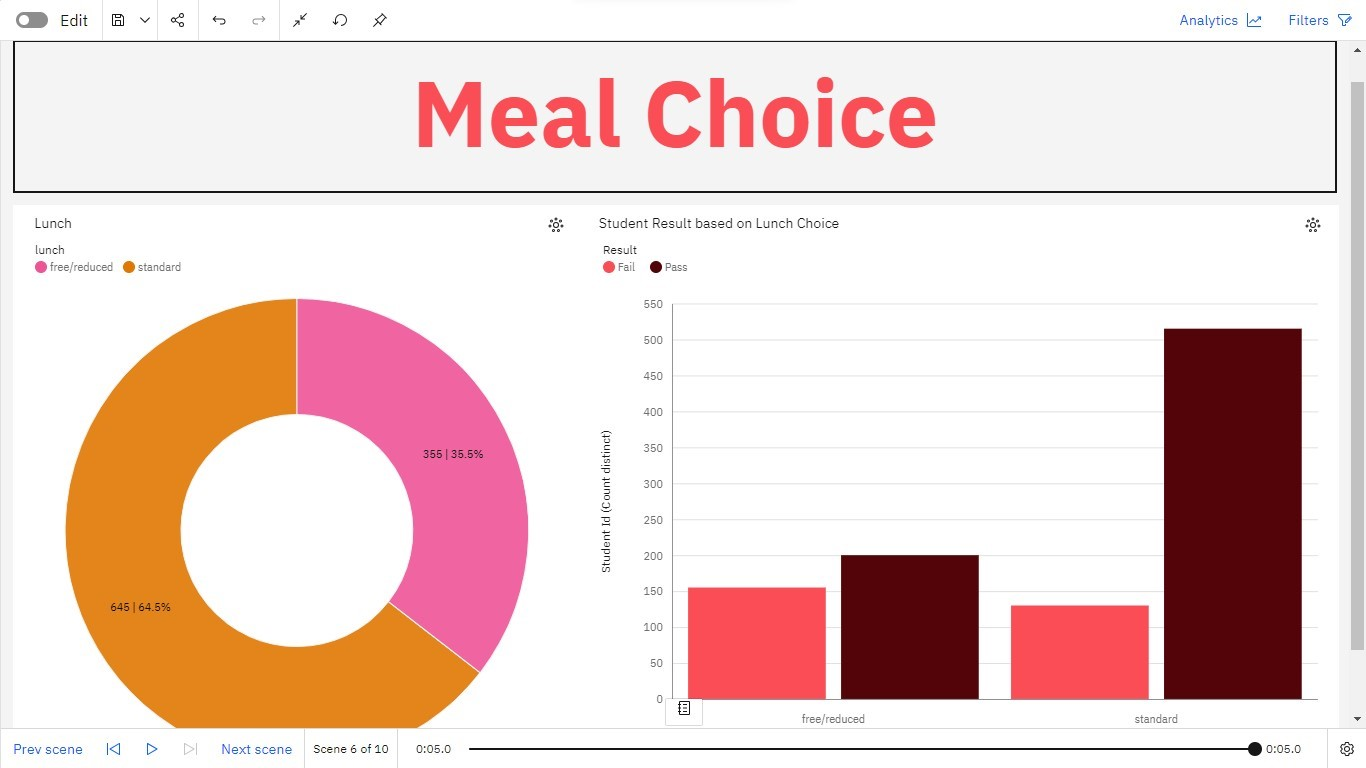 Edit
Analytics
Filters
Meal Choice
Lunch
lunch
free/reduced standard
355 | 35.5%
645 | 64.5%
Student Result based on Lunch Choice
Result
Fail Pass
Student Id (Count distinct)
550
500
450
400
350
300
250
200
150
100
50
0
free/reduced standard
Prev scene
Next scene
Scene 6 of 10
0:05.0
0:05.0